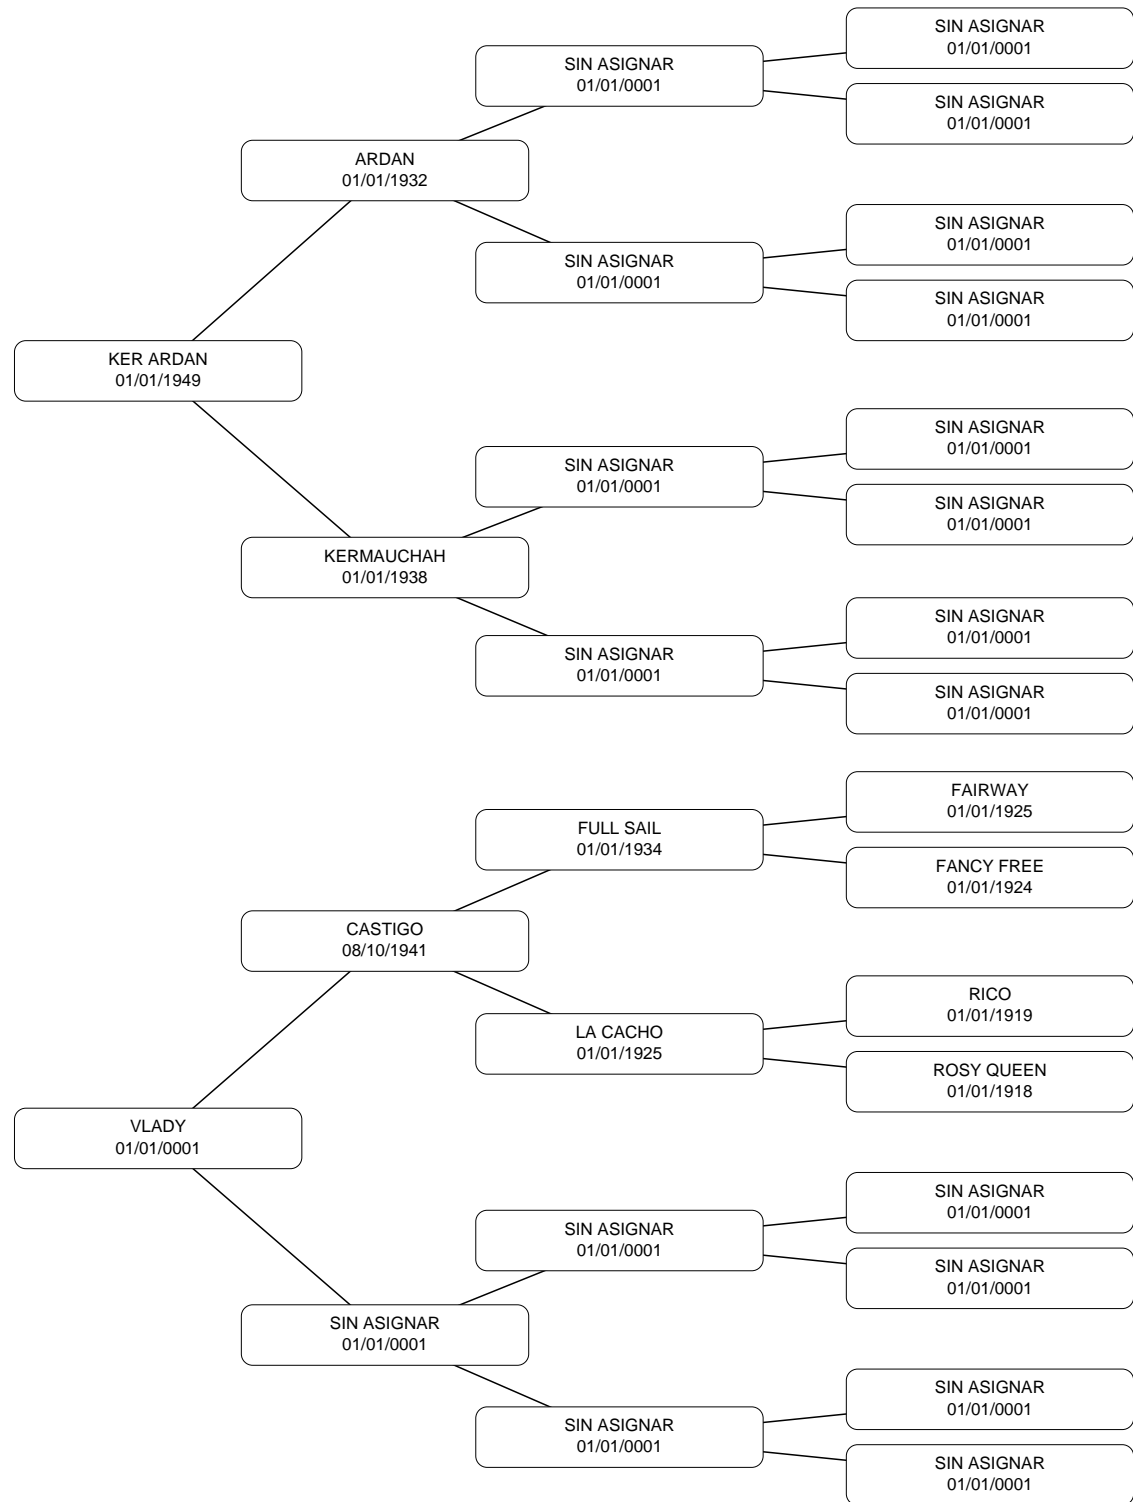 SIN ASIGNAR
01/01/0001
SIN ASIGNAR
01/01/0001
SIN ASIGNAR
01/01/0001
ARDAN
01/01/1932
SIN ASIGNAR
01/01/0001
SIN ASIGNAR
01/01/0001
SIN ASIGNAR
01/01/0001
KER ARDAN
01/01/1949
SIN ASIGNAR
01/01/0001
SIN ASIGNAR
01/01/0001
SIN ASIGNAR
01/01/0001
KERMAUCHAH
01/01/1938
SIN ASIGNAR
01/01/0001
SIN ASIGNAR
01/01/0001
SIN ASIGNAR
01/01/0001
FAIRWAY
01/01/1925
FULL SAIL
01/01/1934
FANCY FREE
01/01/1924
CASTIGO
08/10/1941
RICO
01/01/1919
LA CACHO
01/01/1925
ROSY QUEEN
01/01/1918
VLADY
01/01/0001
SIN ASIGNAR
01/01/0001
SIN ASIGNAR
01/01/0001
SIN ASIGNAR
01/01/0001
SIN ASIGNAR
01/01/0001
SIN ASIGNAR
01/01/0001
SIN ASIGNAR
01/01/0001
SIN ASIGNAR
01/01/0001